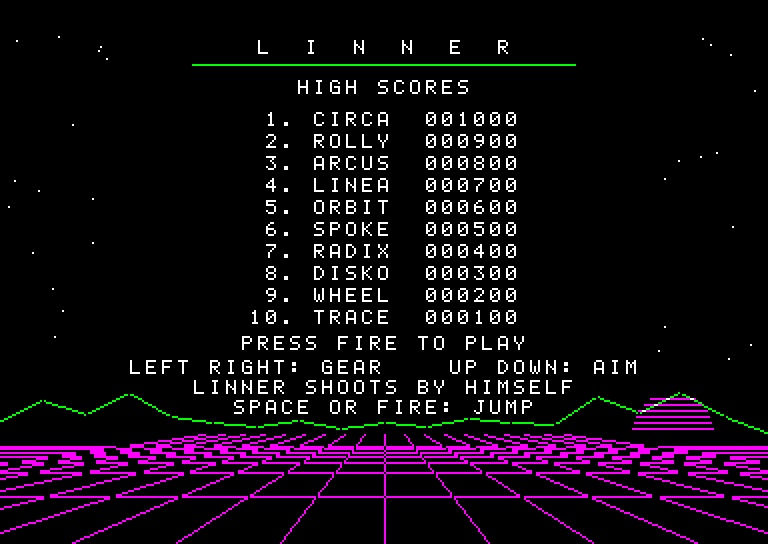 L I N N E R
HIGH SCORES
1. CIRCA 001000
2. ROLLY 000900
3. ARCUS 000800
4. LINEA 000700
5. ORBIT 000600
6. SPOKE 000500
7. RADIX 000400
8. DISKO 000300
9. WHEEL 000200
10. TRACE 000100
PRESS FIRE TO PLAY
LEFT RIGHT: GEAR UP DOWN: AIM
LINNER SHOOTS BY HIMSELF
SPACE OR FIRE: JUMP